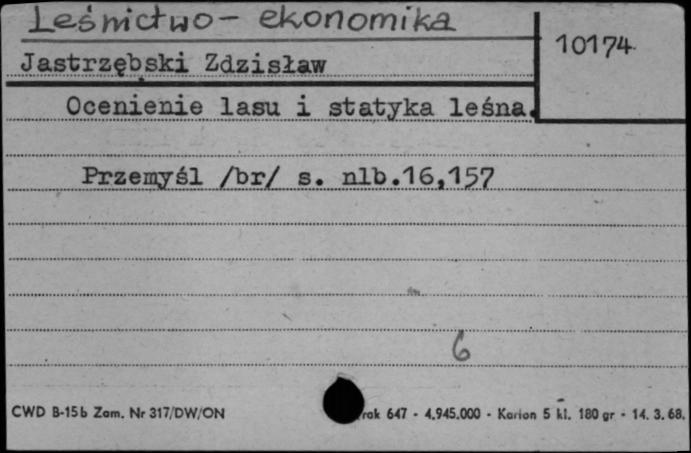 Leśnictwo - ekonomika
10174
Jastrzębski Zdzisław
Ocenienie lasu i statyka leśna.
Przemyśl /br/ s. nlb.16,157
6
CWD B-15b Zam. Nr 317/DW/ON
rak 647 - 4.945.000 - Karton 5 kl. 180 gr - 14. 3. 68.